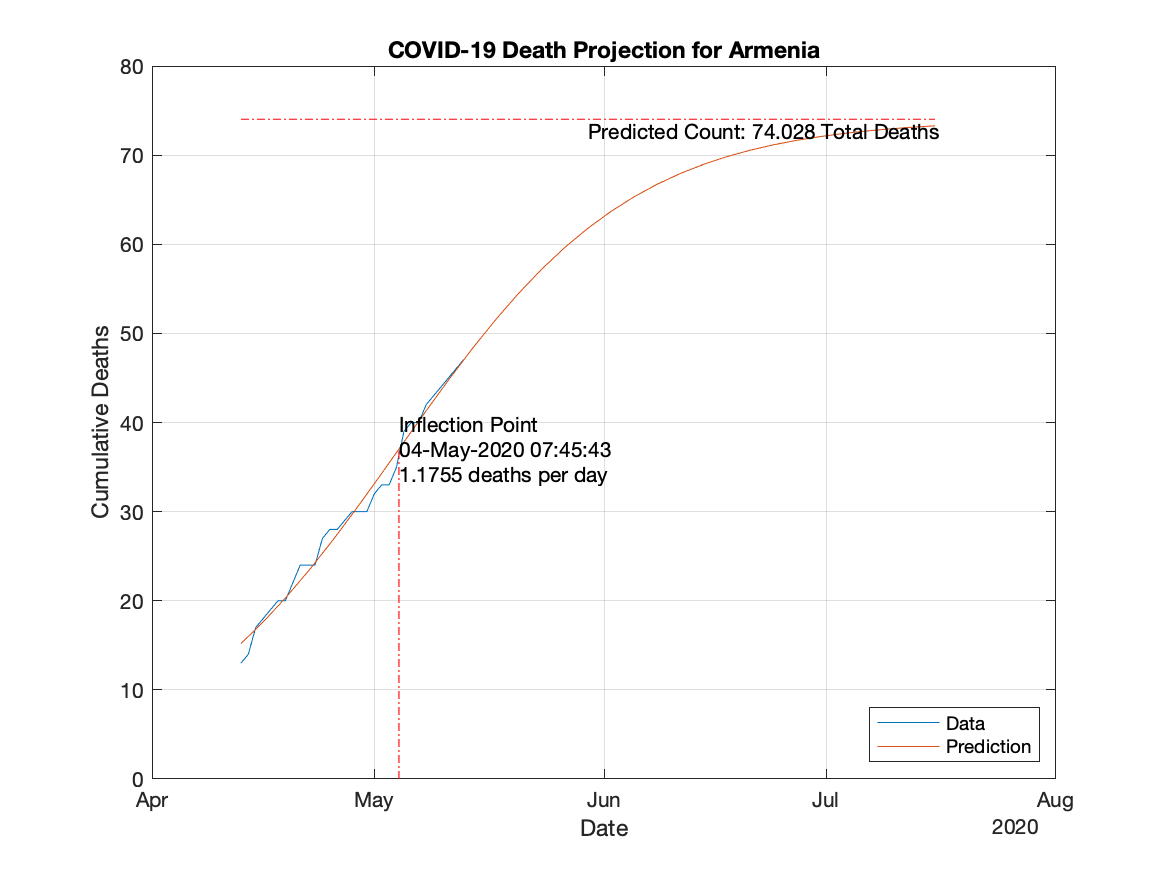 COVID-19 Death Projection for Armenia
80
70
60
50
40
30
20
10
0
Cumulative Deaths
Predicted Count: 74.028 Total Deaths
Inflection Point
04-May-2020 07:45:43
1.1755 deaths per day
Data
Prediction
Apr May Jun Jul Aug
Date
2020